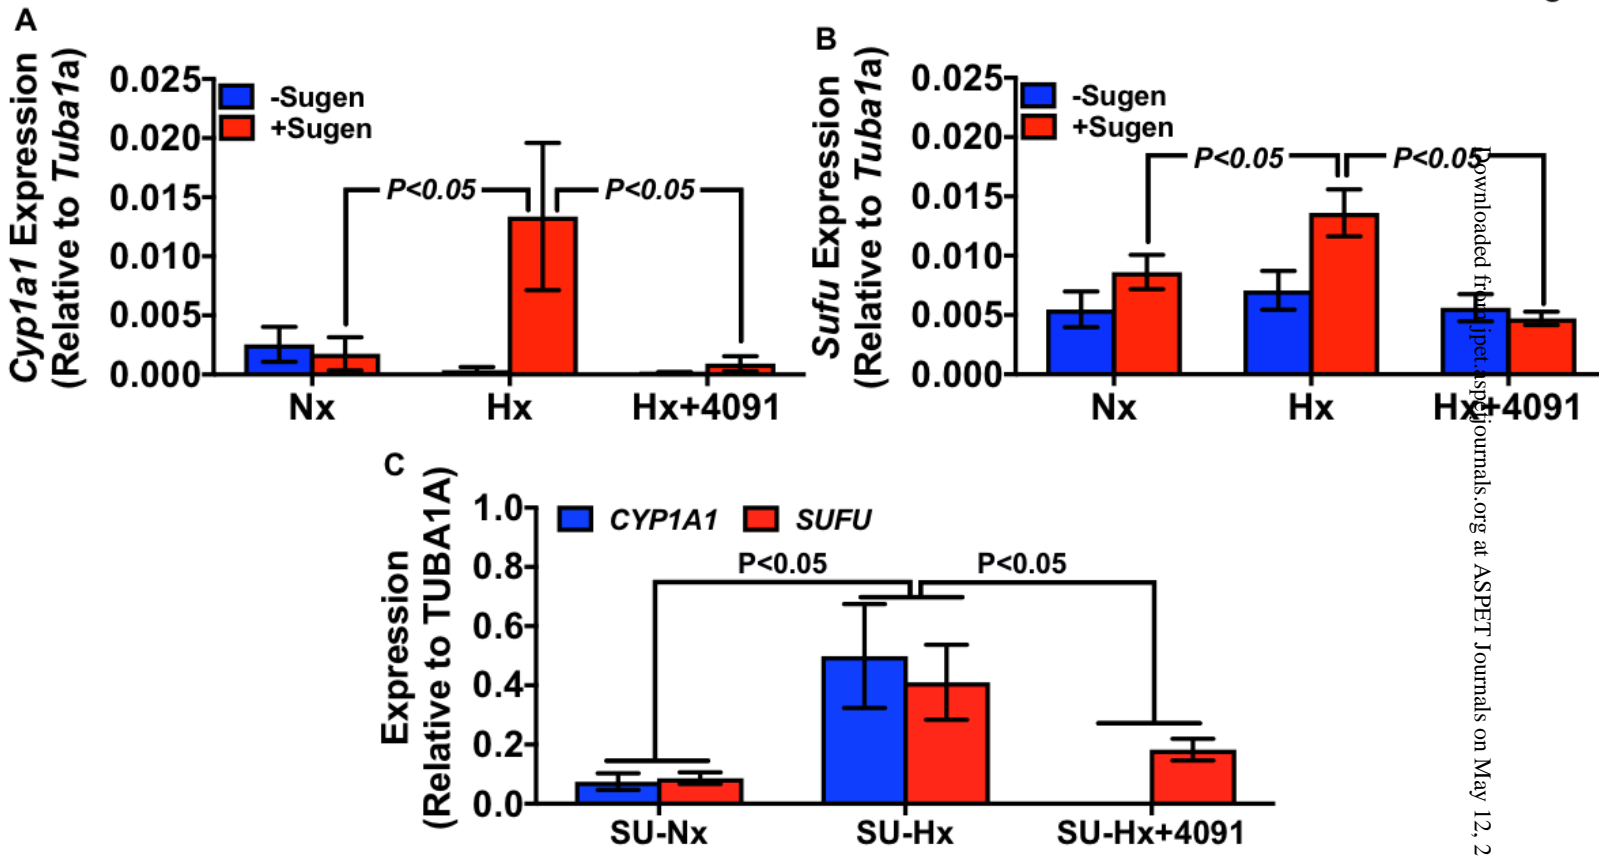 A
Cyp1a1 Expression
(Relative to Tuba1a)
0.025
0.020
0.015
0.010
0.005
0.000
-Sugen
+Sugen
P<0.05
P<0.05
Nx
Hx
Hx+4091
B
Sufu Expression
(Relative to Tuba1a)
0.025
0.020
0.015
0.010
0.005
0.000
-Sugen
+Sugen
P<0.05
P<0.05
Nx
Hx
Hx+4091
C
Expression
(Relative to TUBA1A)
1.0
0.8
0.6
0.4
0.2
0.0
CYP1A1
SUFU
P<0.05
P<0.05
SU-Nx
SU-Hx
SU-Hx+4091
Downloaded from jpet.aspetjournals.org at ASPET Journals on May 12, 2